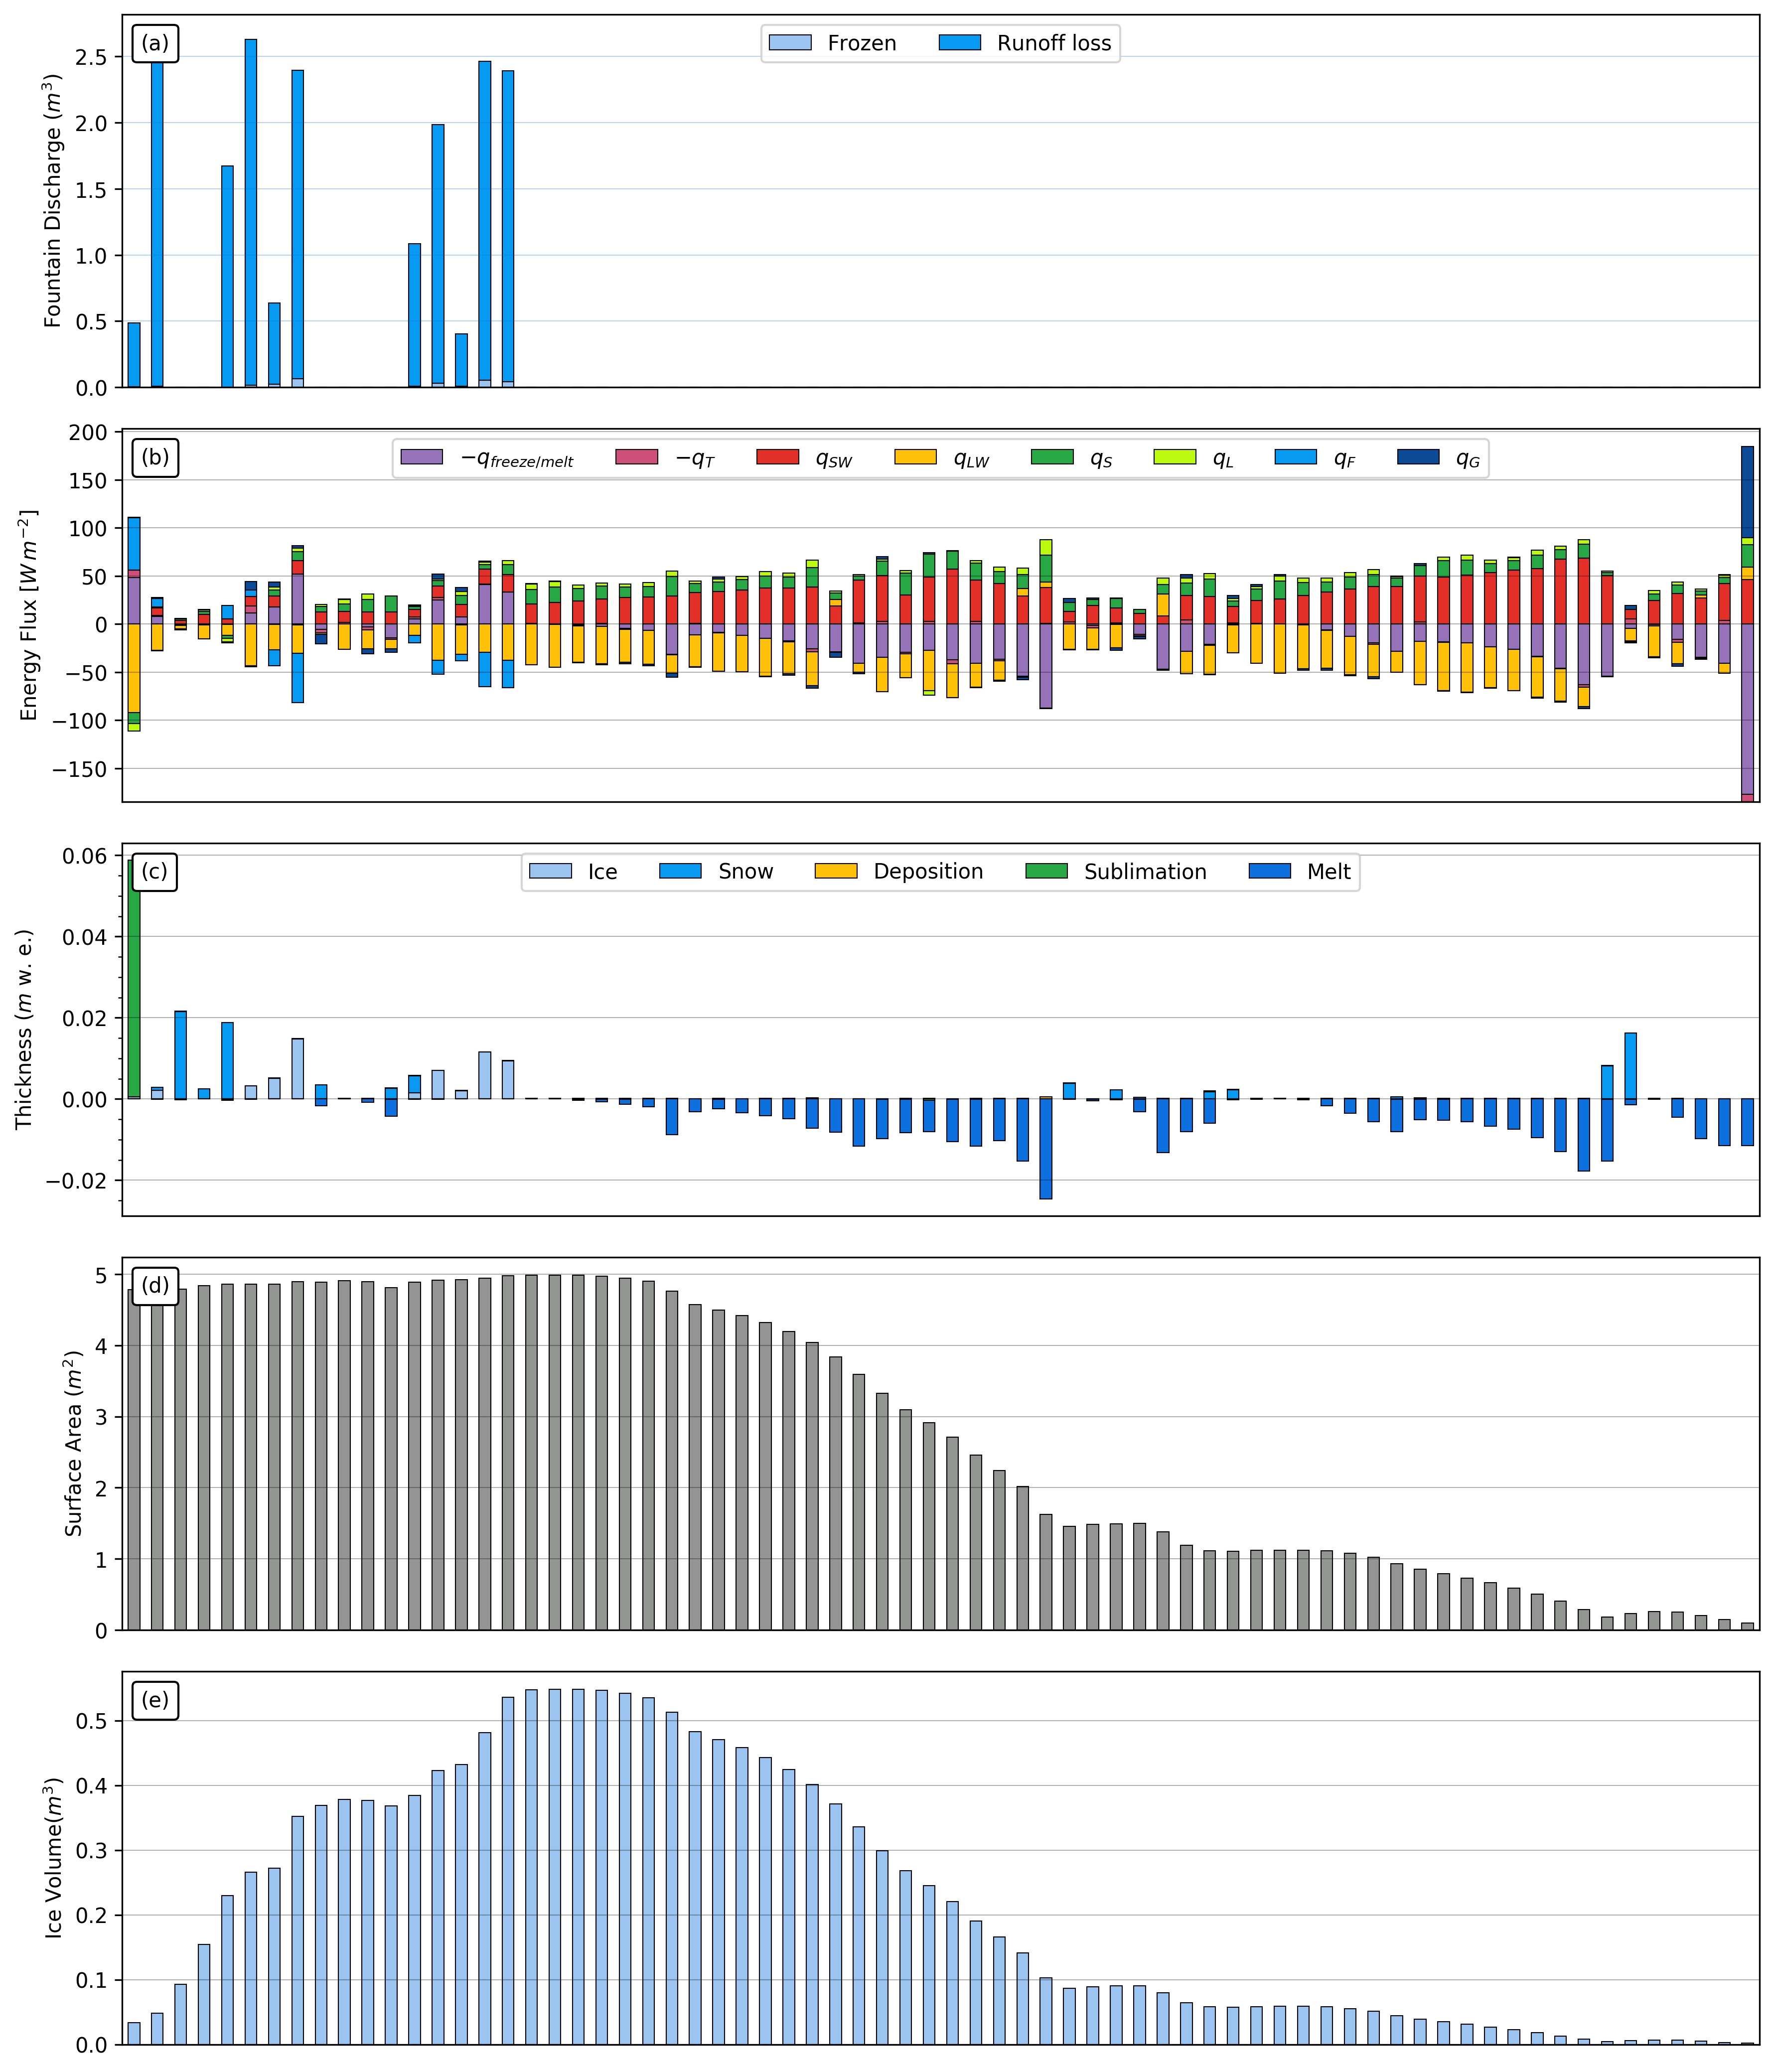 (a)
Frozen Runoff loss
Fountain Discharge (m³)
2.5
2.0
1.5
1.0
0.5
0.0
(b)
−q_freeze/melt −q_T q_SW q_LW q_S q_L q_F q_G
Energy Flux [W m⁻²]
200
150
100
50
0
−50
−100
−150
(c)
Ice Snow Deposition Sublimation Melt
Thickness (m w. e.)
0.06
0.04
0.02
0.00
−0.02
(d)
Surface Area (m²)
5
4
3
2
1
0
(e)
Ice Volume(m³)
0.5
0.4
0.3
0.2
0.1
0.0